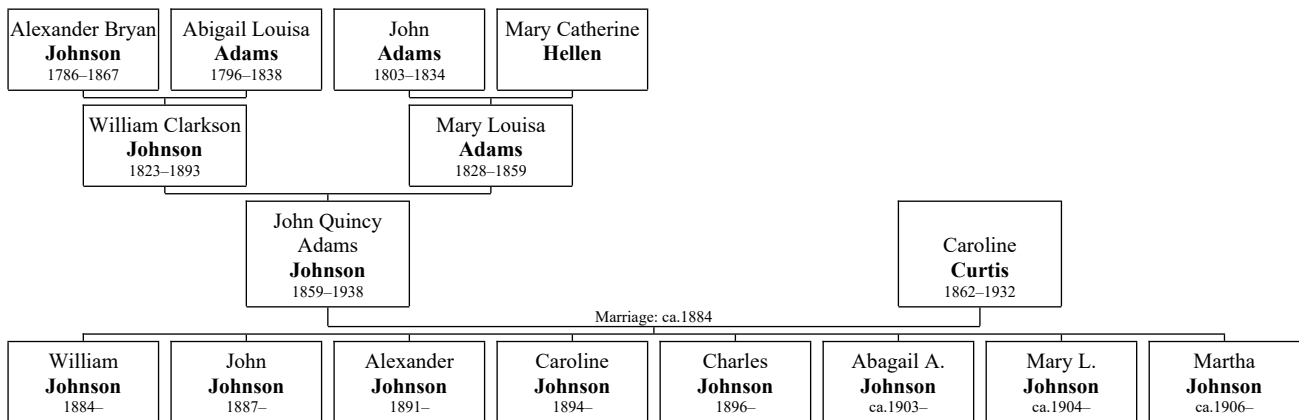 Alexander Bryan
Johnson
1786–1867
Abigail Louisa
Adams
1796–1838
John
Adams
1803–1834
Mary Catherine
Hellen
William Clarkson
Johnson
1823–1893
Mary Louisa
Adams
1828–1859
John Quincy
Adams
Johnson
1859–1938
Caroline
Curtis
1862–1932
Marriage: ca.1884
William
Johnson
1884–
John
Johnson
1887–
Alexander
Johnson
1891–
Caroline
Johnson
1894–
Charles
Johnson
1896–
Abagail A.
Johnson
ca.1903–
Mary L.
Johnson
ca.1904–
Martha
Johnson
ca.1906–